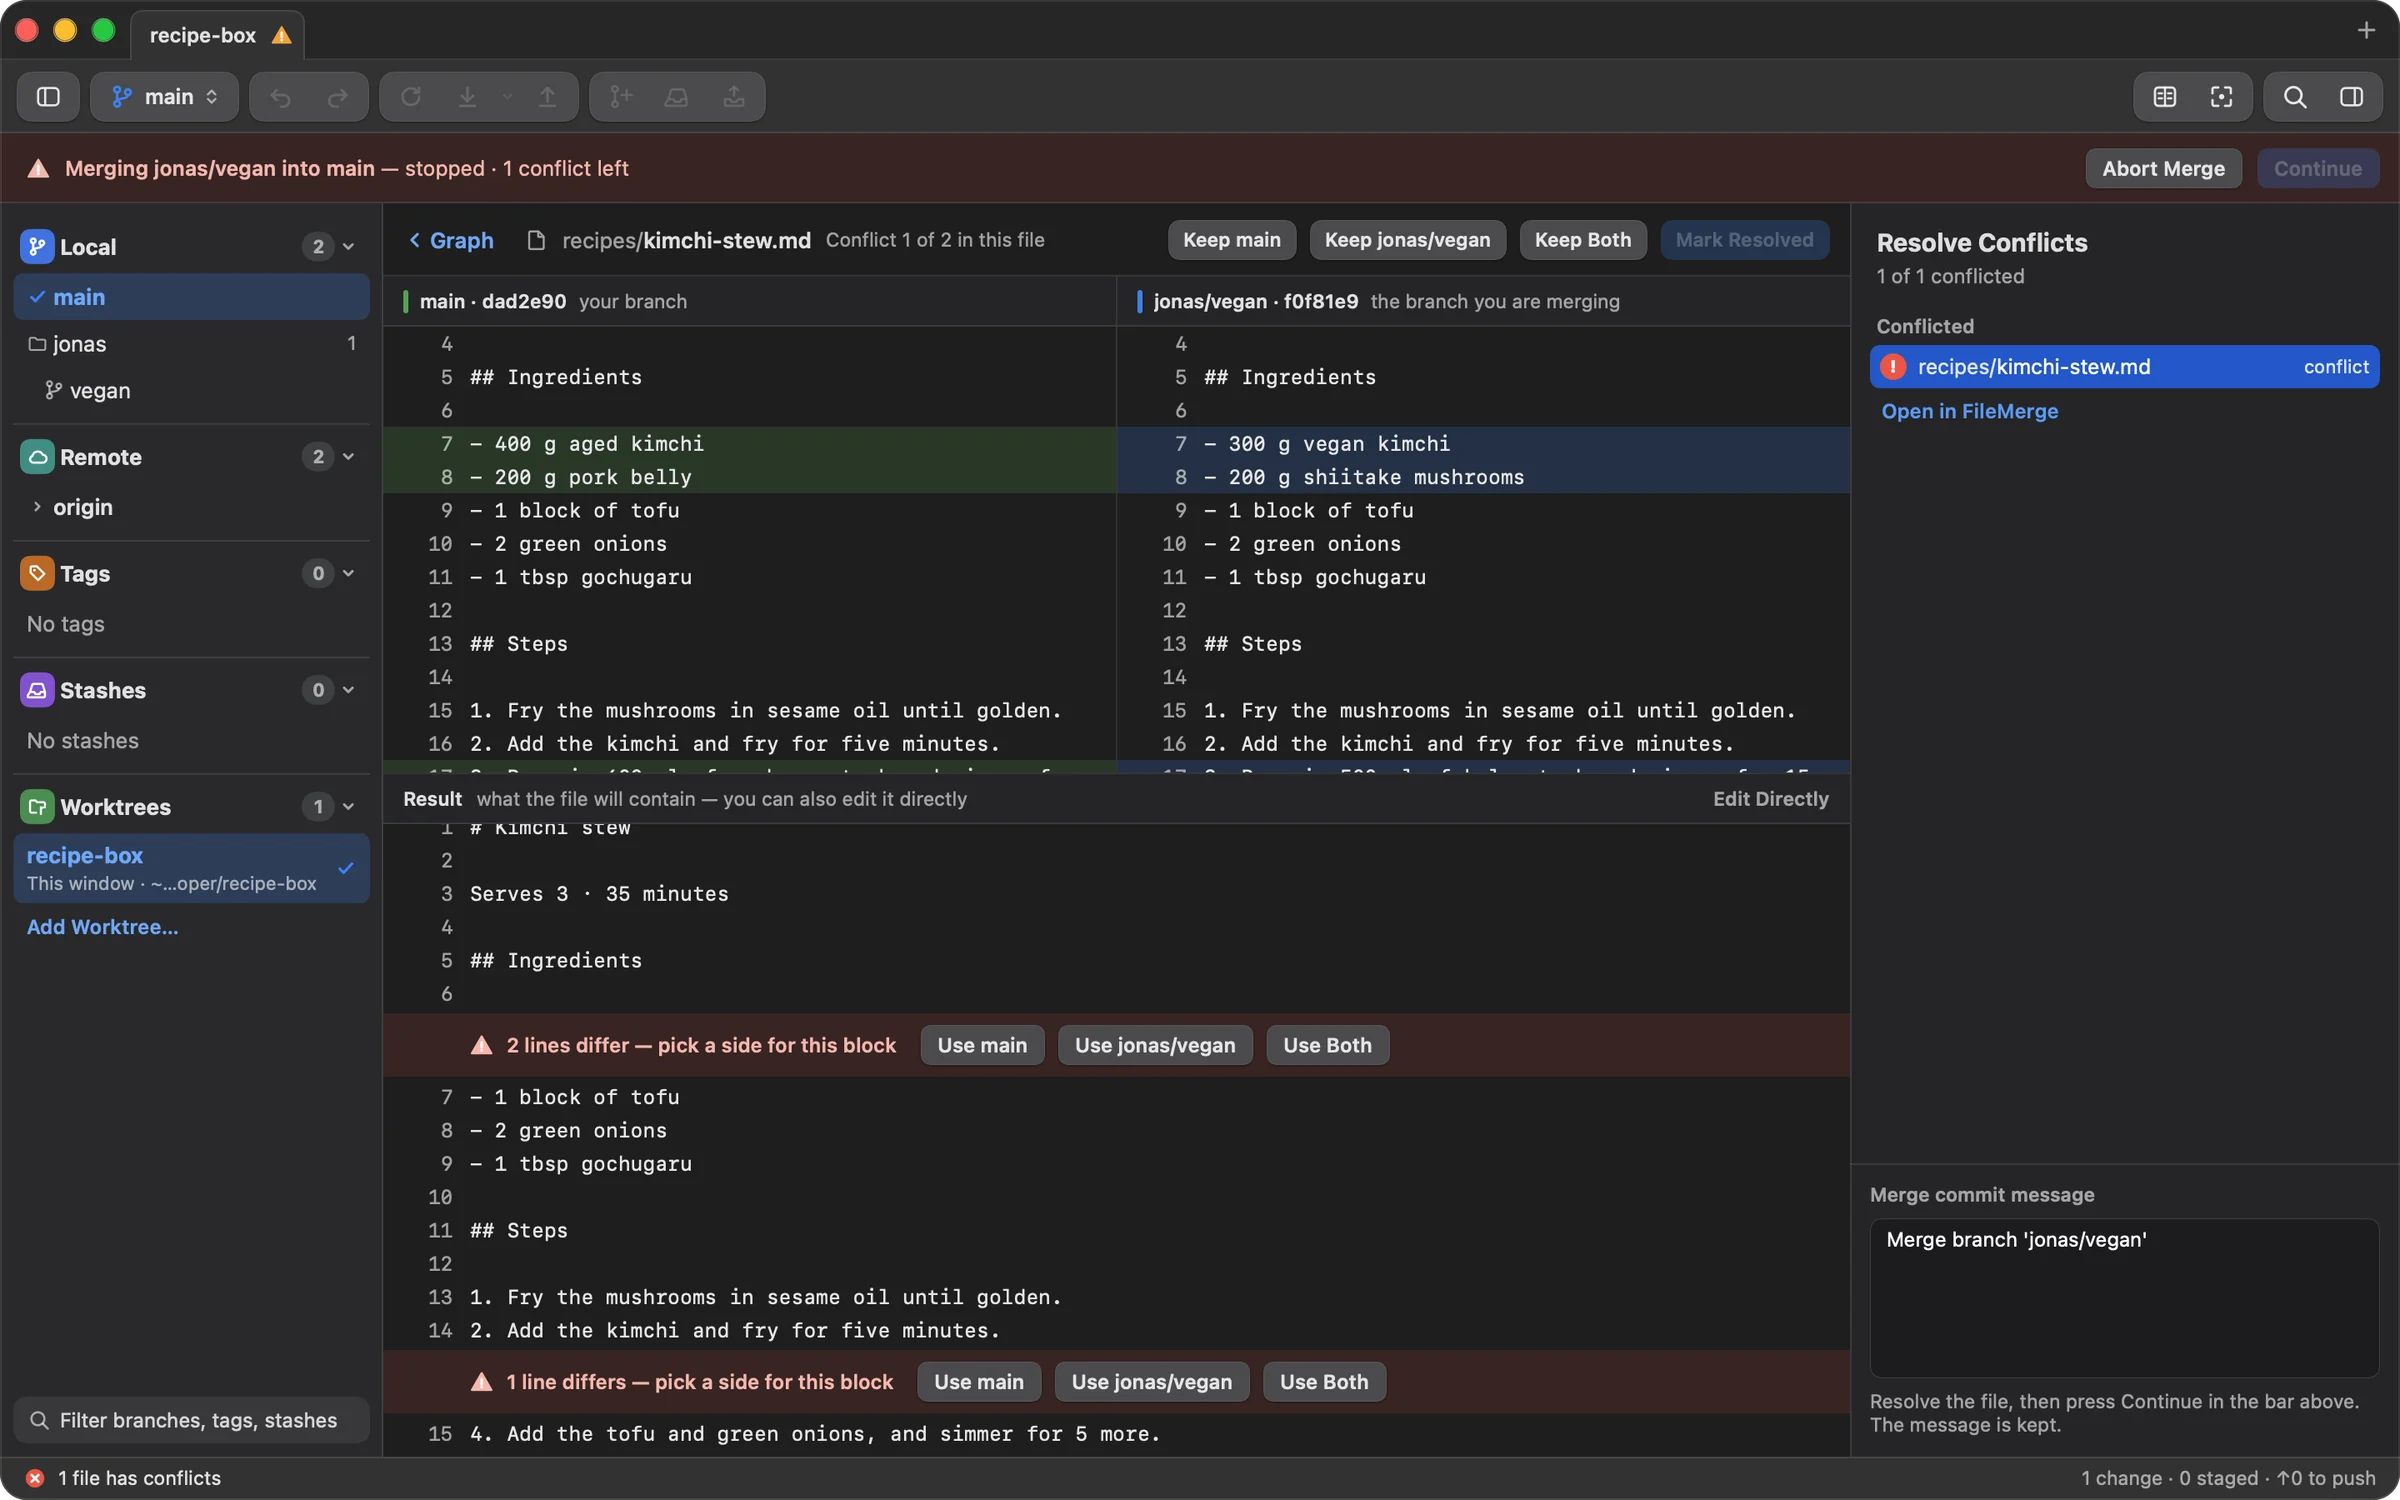 recipe-box
main
Merging jonas/vegan into main — stopped · 1 conflict left
Abort Merge
Continue
Local 2
main
jonas 1
vegan
Remote 2
origin
Tags 0
No tags
Stashes 0
No stashes
Worktrees 1
recipe-box
This window · ~...oper/recipe-box
Add Worktree...
Filter branches, tags, stashes
Graph
recipes/kimchi-stew.md Conflict 1 of 2 in this file
Keep main
Keep jonas/vegan
Keep Both
Mark Resolved
main · dad2e90 your branch
4
5 ## Ingredients
6
7 - 400 g aged kimchi
8 - 200 g pork belly
9 - 1 block of tofu
10 - 2 green onions
11 - 1 tbsp gochugaru
12
13 ## Steps
14
15 1. Fry the mushrooms in sesame oil until golden.
16 2. Add the kimchi and fry for five minutes.
jonas/vegan · f0f81e9 the branch you are merging
4
5 ## Ingredients
6
7 - 300 g vegan kimchi
8 - 200 g shiitake mushrooms
9 - 1 block of tofu
10 - 2 green onions
11 - 1 tbsp gochugaru
12
13 ## Steps
14
15 1. Fry the mushrooms in sesame oil until golden.
16 2. Add the kimchi and fry for five minutes.
Result what the file will contain — you can also edit it directly
Edit Directly
1 # Kimchi stew
2
3 Serves 3 · 35 minutes
4
5 ## Ingredients
6
2 lines differ — pick a side for this block
Use main
Use jonas/vegan
Use Both
7 - 1 block of tofu
8 - 2 green onions
9 - 1 tbsp gochugaru
10
11 ## Steps
12
13 1. Fry the mushrooms in sesame oil until golden.
14 2. Add the kimchi and fry for five minutes.
1 line differs — pick a side for this block
Use main
Use jonas/vegan
Use Both
15 4. Add the tofu and green onions, and simmer for 5 more.
Resolve Conflicts
1 of 1 conflicted
Conflicted
recipes/kimchi-stew.md conflict
Open in FileMerge
Merge commit message
Merge branch 'jonas/vegan'
Resolve the file, then press Continue in the bar above.
The message is kept.
1 file has conflicts
1 change · 0 staged · ↑0 to push